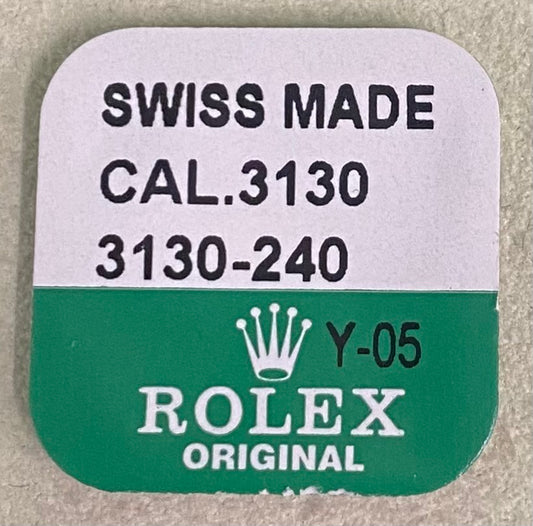 SWISS MADE
CAL.3130
3130-240
Y-05
ROLEX
ORIGINAL